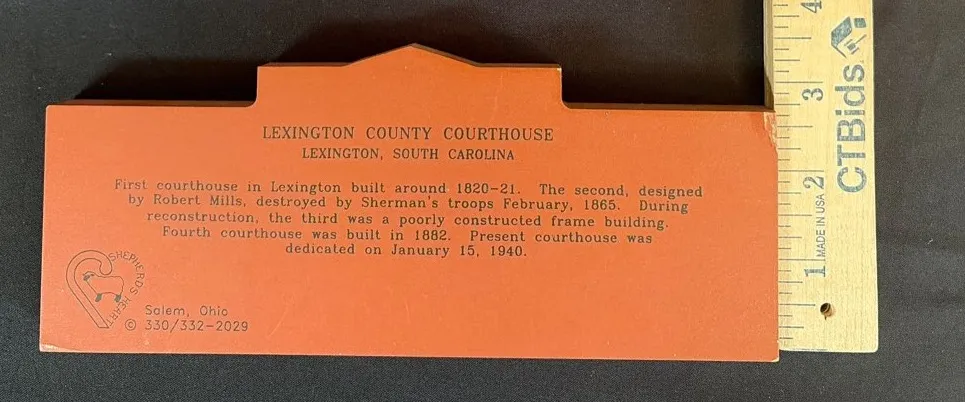 LEXINGTON COUNTY COURTHOUSE
LEXINGTON, SOUTH CAROLINA
First courthouse in Lexington built around 1820-21. The second, designed
by Robert Mills, destroyed by Sherman's troops February, 1865. During
reconstruction, the third was a poorly constructed frame building.
Fourth courthouse was built in 1882. Present courthouse was
dedicated on January 15, 1940.
SHEPHERDS HEART
Salem, Ohio
© 330/332-2029
4
3
2
1
MADE IN USA
CTBids